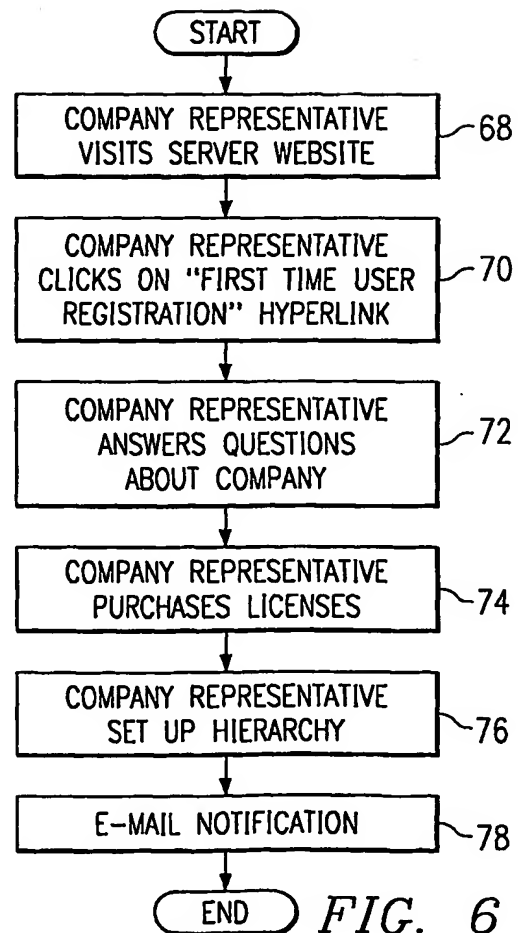 START
COMPANY REPRESENTATIVE
VISITS SERVER WEBSITE
68
COMPANY REPRESENTATIVE
CLICKS ON "FIRST TIME USER
REGISTRATION" HYPERLINK
70
COMPANY REPRESENTATIVE
ANSWERS QUESTIONS
ABOUT COMPANY
72
COMPANY REPRESENTATIVE
PURCHASES LICENSES
74
COMPANY REPRESENTATIVE
SET UP HIERARCHY
76
E-MAIL NOTIFICATION
78
END
FIG. 6